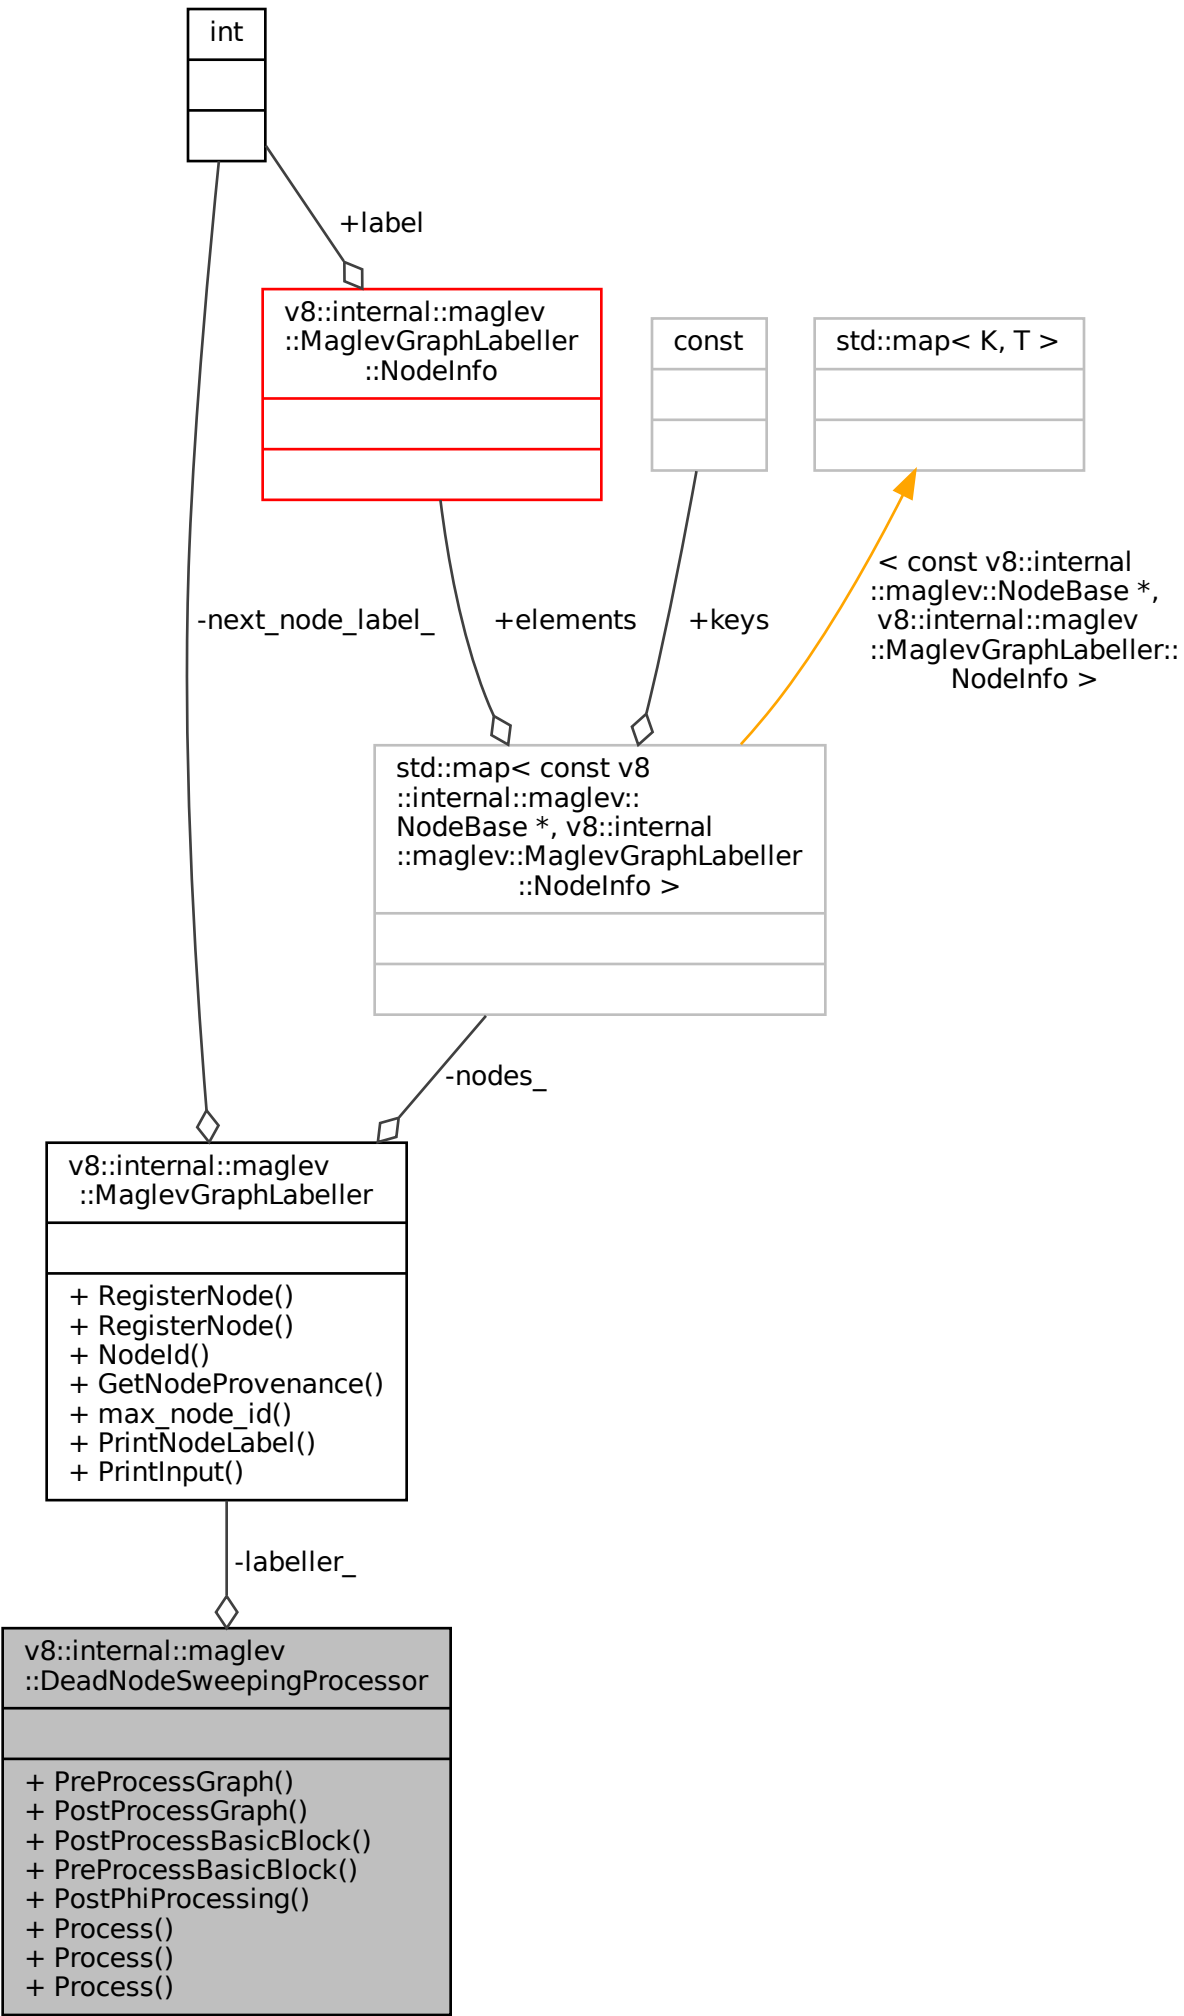 int
+label
v8::internal::maglev
::MaglevGraphLabeller
::NodeInfo
const
std::map< K, T >
-next_node_label_
+elements
+keys
< const v8::internal
::maglev::NodeBase *,
v8::internal::maglev
::MaglevGraphLabeller::
NodeInfo >
std::map< const v8
::internal::maglev::
NodeBase *, v8::internal
::maglev::MaglevGraphLabeller
::NodeInfo >
-nodes_
v8::internal::maglev
::MaglevGraphLabeller
+ RegisterNode()
+ RegisterNode()
+ NodeId()
+ GetNodeProvenance()
+ max_node_id()
+ PrintNodeLabel()
+ PrintInput()
-labeller_
v8::internal::maglev
::DeadNodeSweepingProcessor
+ PreProcessGraph()
+ PostProcessGraph()
+ PostProcessBasicBlock()
+ PreProcessBasicBlock()
+ PostPhiProcessing()
+ Process()
+ Process()
+ Process()